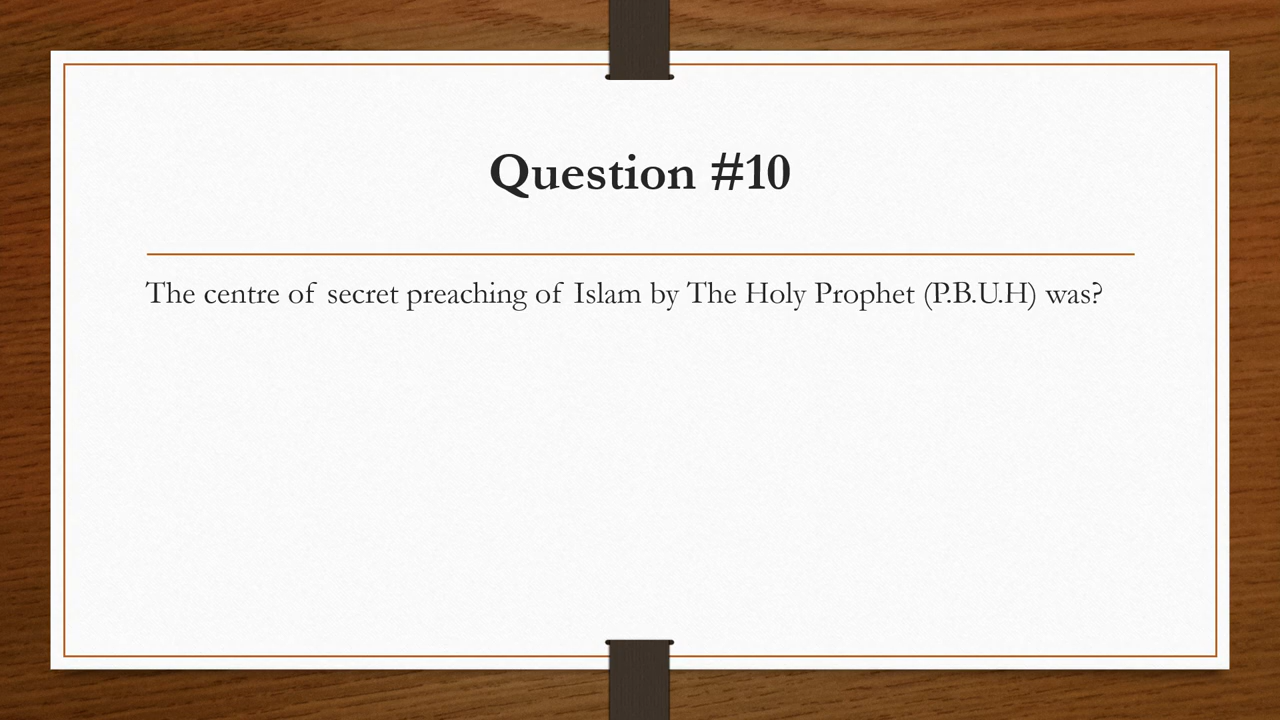 Question #10
The centre of secret preaching of Islam by The Holy Prophet (P.B.U.H) was?